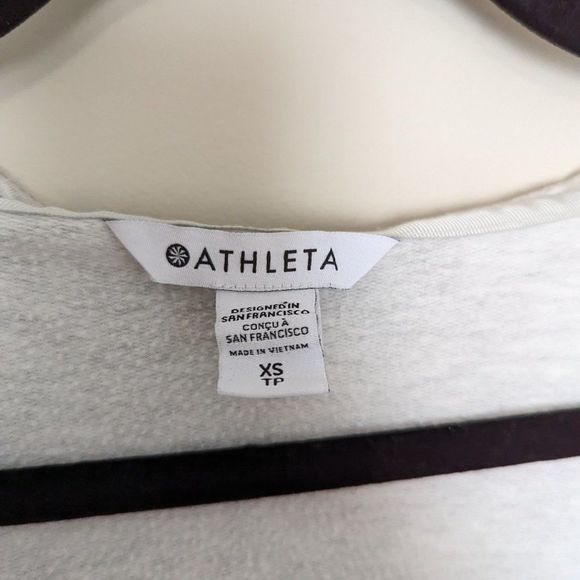 ATHLETA
DESIGNED IN
SAN FRANCISCO
CONÇU À
SAN FRANCISCO
MADE IN VIETNAM
XS
TP